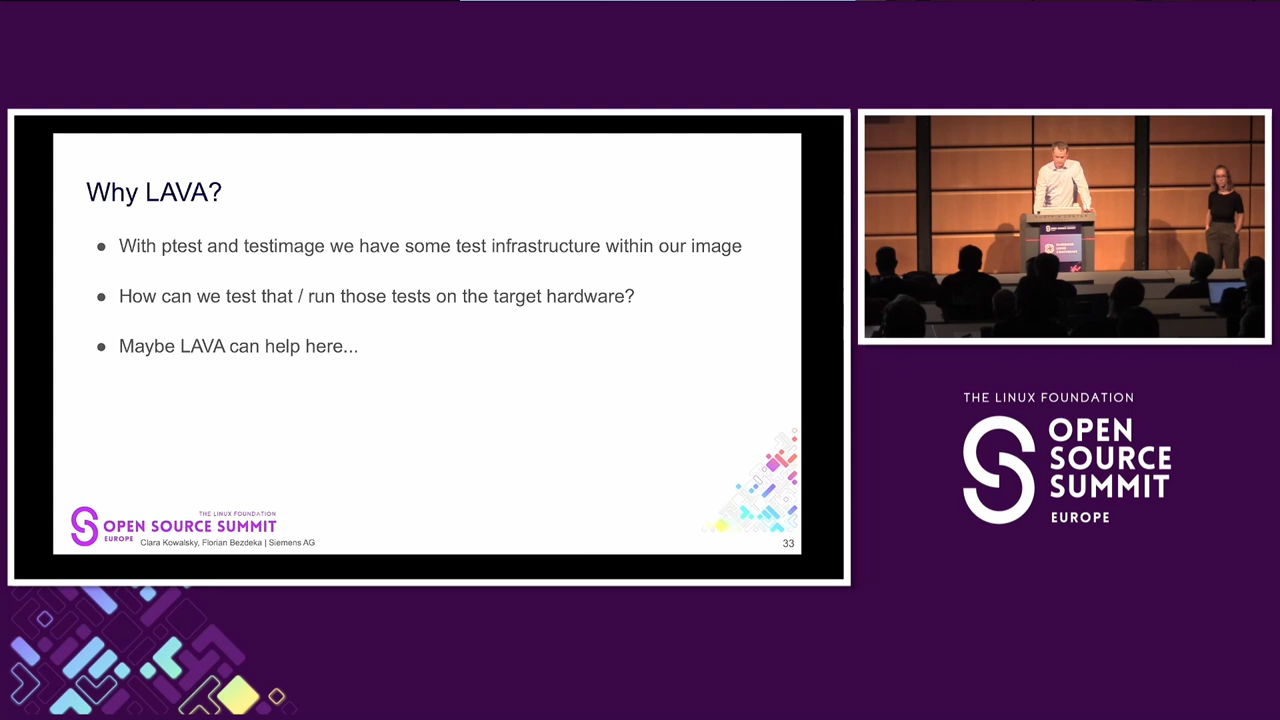 Why LAVA?
● With ptest and testimage we have some test infrastructure within our image
● How can we test that / run those tests on the target hardware?
● Maybe LAVA can help here...
THE LINUX FOUNDATION
OPEN SOURCE SUMMIT
EUROPE
Clara Kowalsky, Florian Bezdeka | Siemens AG
33
THE LINUX FOUNDATION
OPEN
SOURCE
SUMMIT
EUROPE